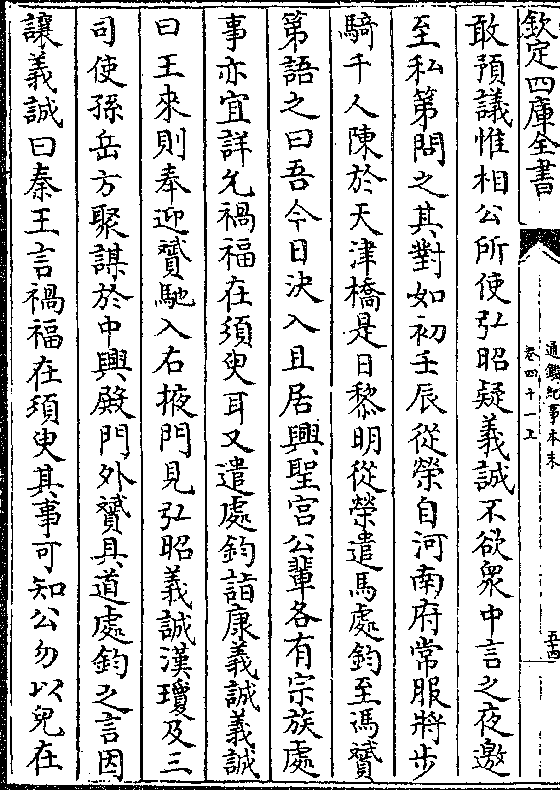 欽定四庫全書
通鑑紀事本末
卷四十一上
五十四
敢預議惟相公所使弘昭疑義誠不欲衆中言之夜邀
至私第問之其對如初壬辰從榮自河南府常服將步
騎千人陳於天津橋是日黎明從榮遣馬處鈞至馮贇
第語之曰吾今日決入且居興聖宫公輩各有宗族處
事亦宜詳允禍福在須臾耳又遣處鈞詣康義誠義誠
曰王來則奉迎贇馳入右掖門見弘昭義誠漢瓊及三
司使孫岳方聚謀於中興殿門外贇具道處鈞之言因
讓義誠曰秦王言禍福在須臾其事可知公勿以兒在